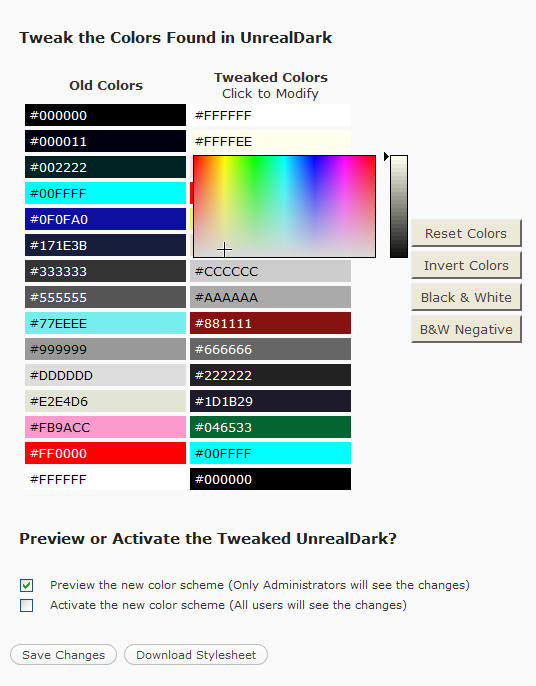 Tweak the Colors Found in UnrealDark
Old Colors
Tweaked Colors
Click to Modify
#000000 #FFFFFF
#000011 #FFFFEE
#002222
#00FFFF
#0F0FA0
#171E3B
#333333 #CCCCCC
#555555 #AAAAAA
#77EEEE #881111
#999999 #666666
#DDDDDD #222222
#E2E4D6 #1D1B29
#FB9ACC #046533
#FF0000 #00FFFF
#FFFFFF #000000
Reset Colors
Invert Colors
Black & White
B&W Negative
Preview or Activate the Tweaked UnrealDark?
Preview the new color scheme (Only Administrators will see the changes)
Activate the new color scheme (All users will see the changes)
Save Changes Download Stylesheet